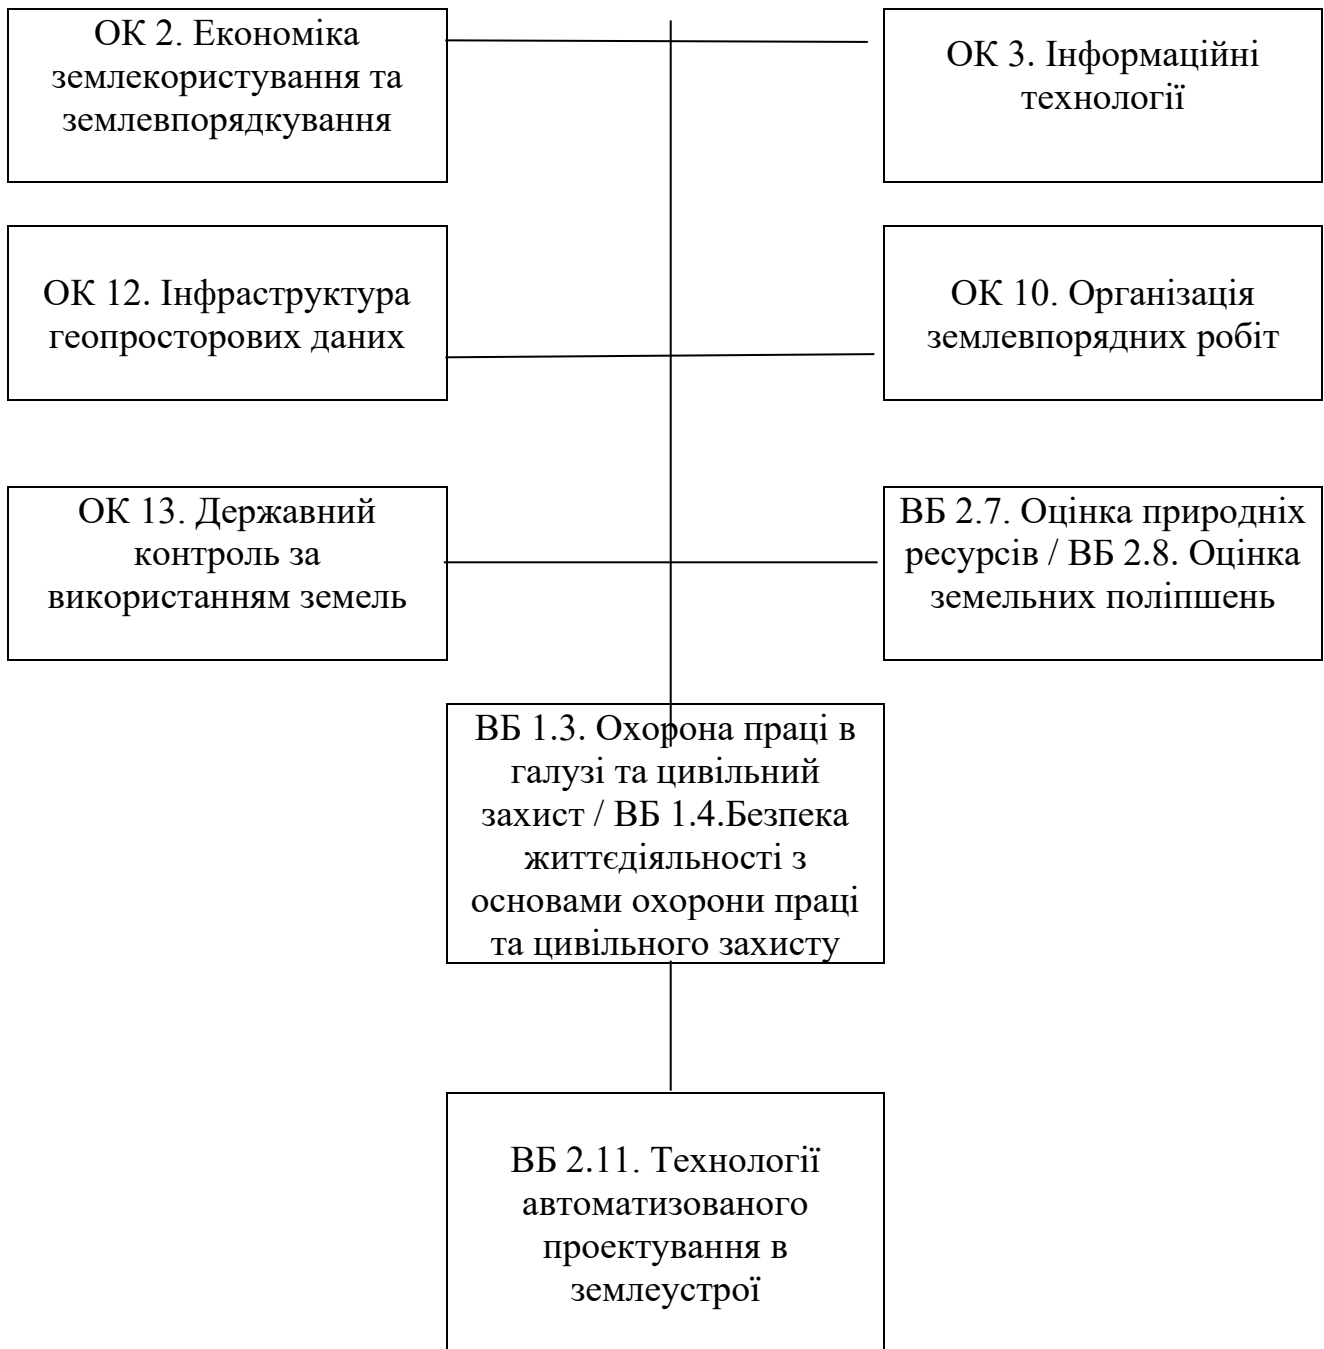 ОК 2. Економіка
землекористування та
землевпорядкування
ОК 3. Інформаційні
технології
ОК 12. Інфраструктура
геопросторових даних
ОК 10. Організація
землевпорядних робіт
ОК 13. Державний
контроль за
використанням земель
ВБ 2.7. Оцінка природніх
ресурсів / ВБ 2.8. Оцінка
земельних поліпшень
ВБ 1.3. Охорона праці в
галузі та цивільний
захист / ВБ 1.4.Безпека
життєдіяльності з
основами охорони праці
та цивільного захисту
ВБ 2.11. Технології
автоматизованого
проектування в
землеустрої